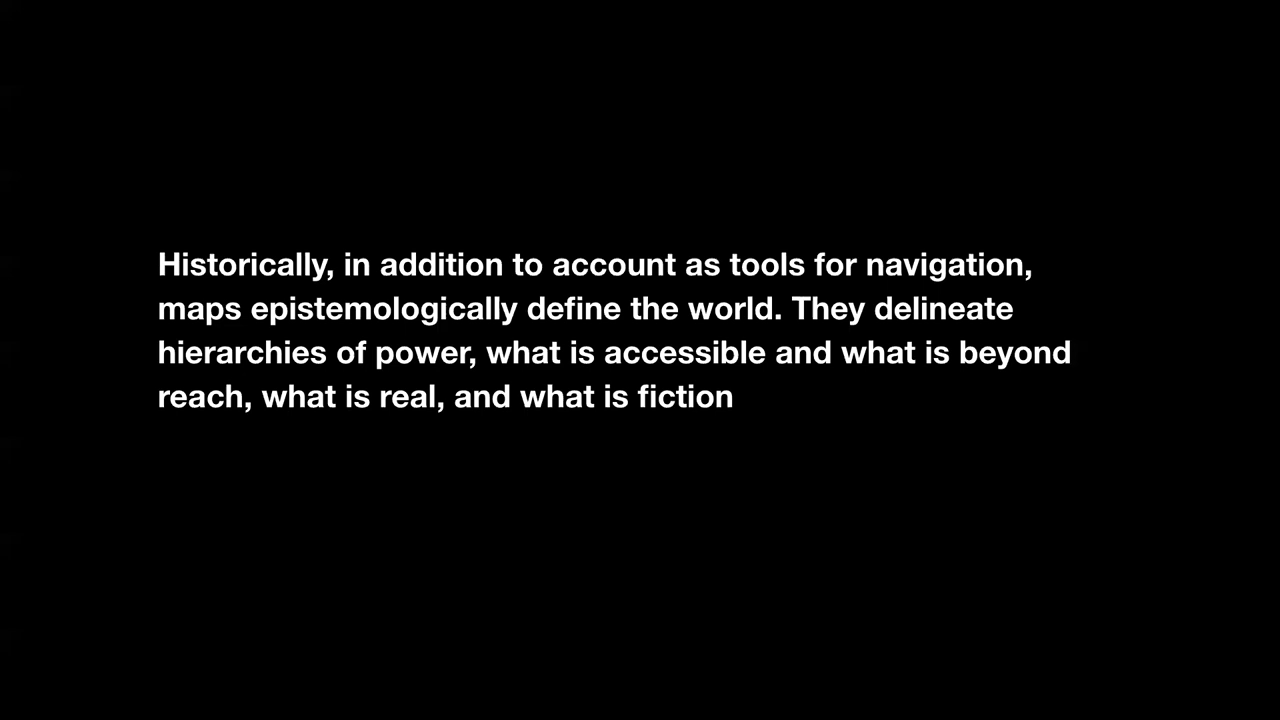 Historically, in addition to account as tools for navigation,
maps epistemologically define the world. They delineate
hierarchies of power, what is accessible and what is beyond
reach, what is real, and what is fiction